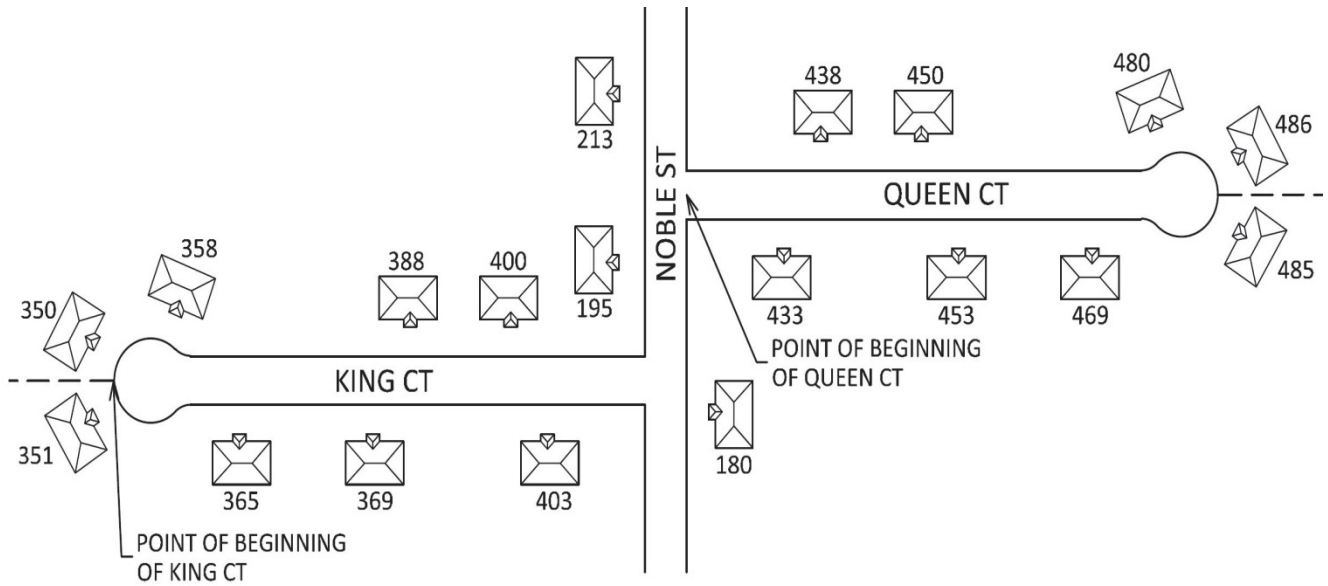 438
450
480
486
213
NOBLE ST
QUEEN CT
358
388
400
195
433
453
469
485
350
POINT OF BEGINNING
OF QUEEN CT
KING CT
351
180
365
369
403
POINT OF BEGINNING
OF KING CT